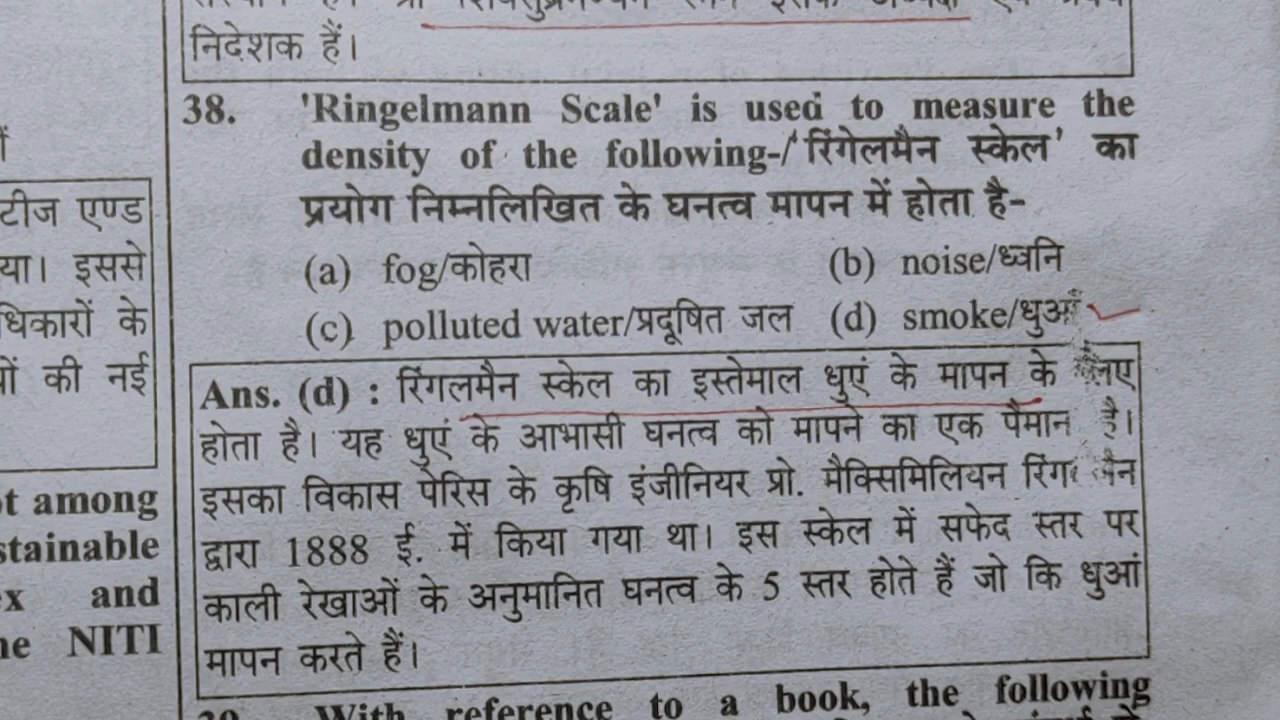 निदेशक हैं।
टीज एण्ड
या। इससे
धिकारों के
की नई
t among
stainable
x and
he NITI
38. 'Ringelmann Scale' is used to measure the
density of the following-/'रिंगेलमैन स्केल' का
प्रयोग निम्नलिखित के घनत्व मापन में होता है-
(a) fog/कोहरा (b) noise/ध्वनि
(c) polluted water/प्रदूषित जल (d) smoke/धुआँ
Ans. (d) : रिंगलमैन स्केल का इस्तेमाल धुएं के मापन के लिए
होता है। यह धुएं के आभासी घनत्व को मापने का एक पैमान है।
इसका विकास पेरिस के कृषि इंजीनियर प्रो. मैक्सिमिलियन
द्वारा 1888 ई. में किया गया था। इस स्केल में सफेद स्तर पर
काली रेखाओं के अनुमानित घनत्व के 5 स्तर होते हैं जो कि धुआं
मापन करते हैं।
39. With reference to a book, the following